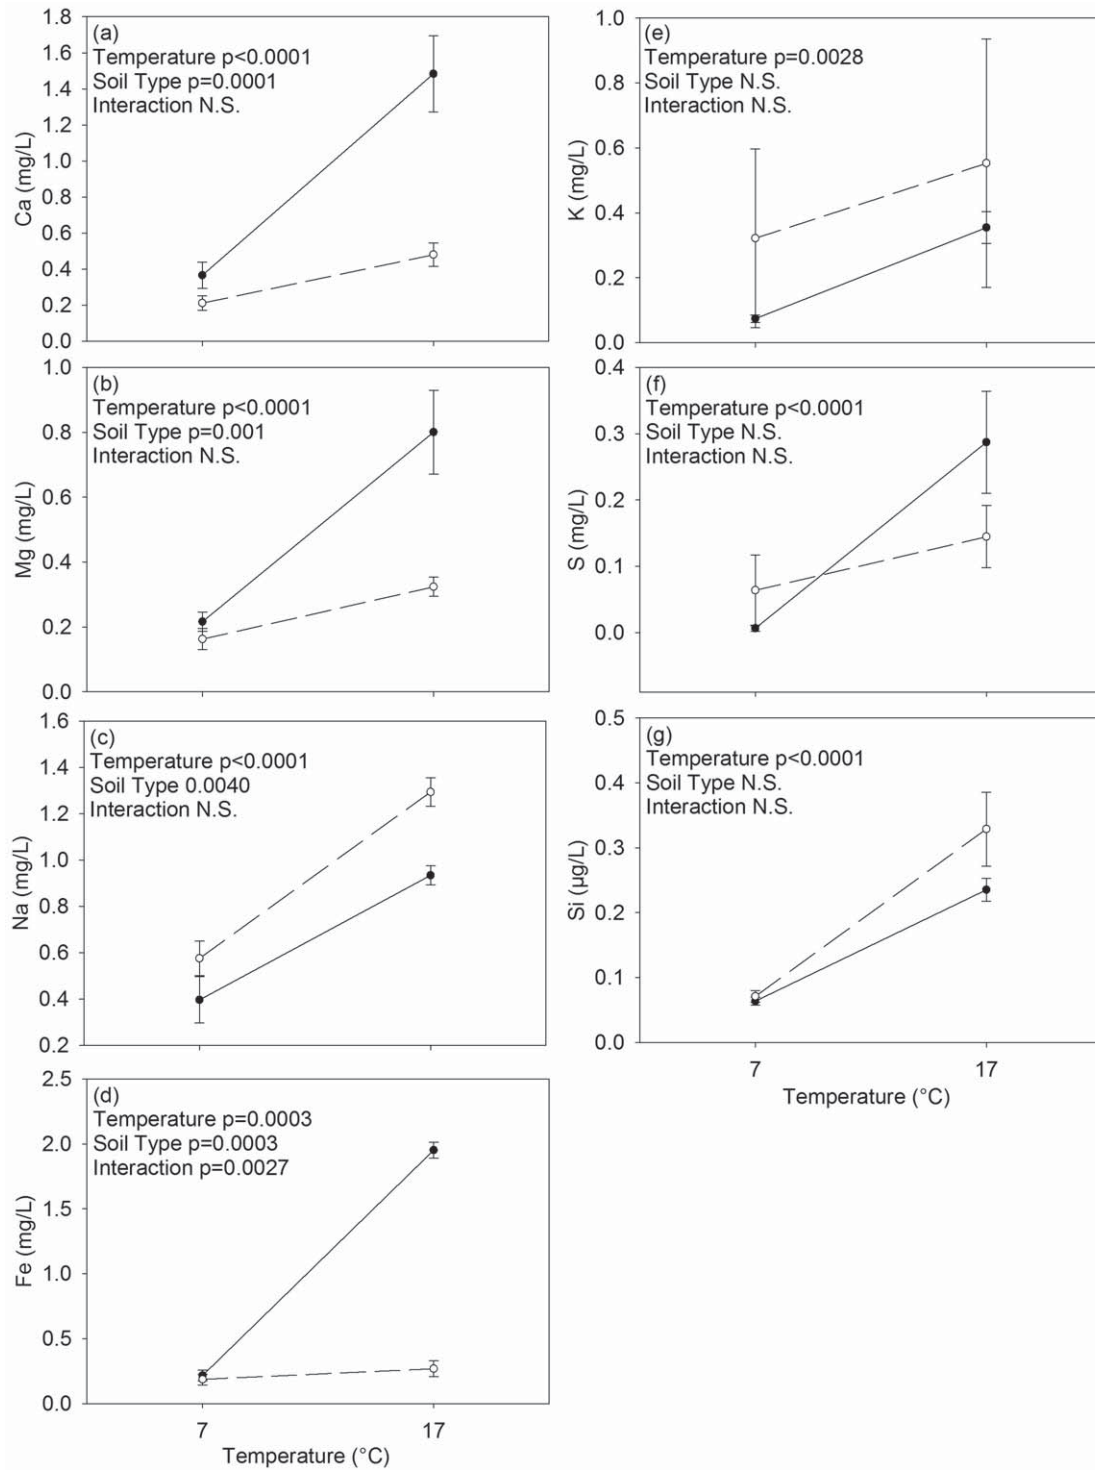 (a)
Temperature p<0.0001
Soil Type p=0.0001
Interaction N.S.
Ca (mg/L)
1.8
1.6
1.4
1.2
1.0
0.8
0.6
0.4
0.2
0.0
(b)
Temperature p<0.0001
Soil Type p=0.001
Interaction N.S.
Mg (mg/L)
1.0
0.8
0.6
0.4
0.2
0.0
(c)
Temperature p<0.0001
Soil Type 0.0040
Interaction N.S.
Na (mg/L)
1.6
1.4
1.2
1.0
0.8
0.6
0.4
0.2
(d)
Temperature p=0.0003
Soil Type p=0.0003
Interaction p=0.0027
Fe (mg/L)
2.5
2.0
1.5
1.0
0.5
0.0
7
17
Temperature (°C)
(e)
Temperature p=0.0028
Soil Type N.S.
Interaction N.S.
K (mg/L)
1.0
0.8
0.6
0.4
0.2
0.0
(f)
Temperature p<0.0001
Soil Type N.S.
Interaction N.S.
S (mg/L)
0.4
0.3
0.2
0.1
0.0
(g)
Temperature p<0.0001
Soil Type N.S.
Interaction N.S.
Si (µg/L)
0.5
0.4
0.3
0.2
0.1
0.0
7
17
Temperature (°C)